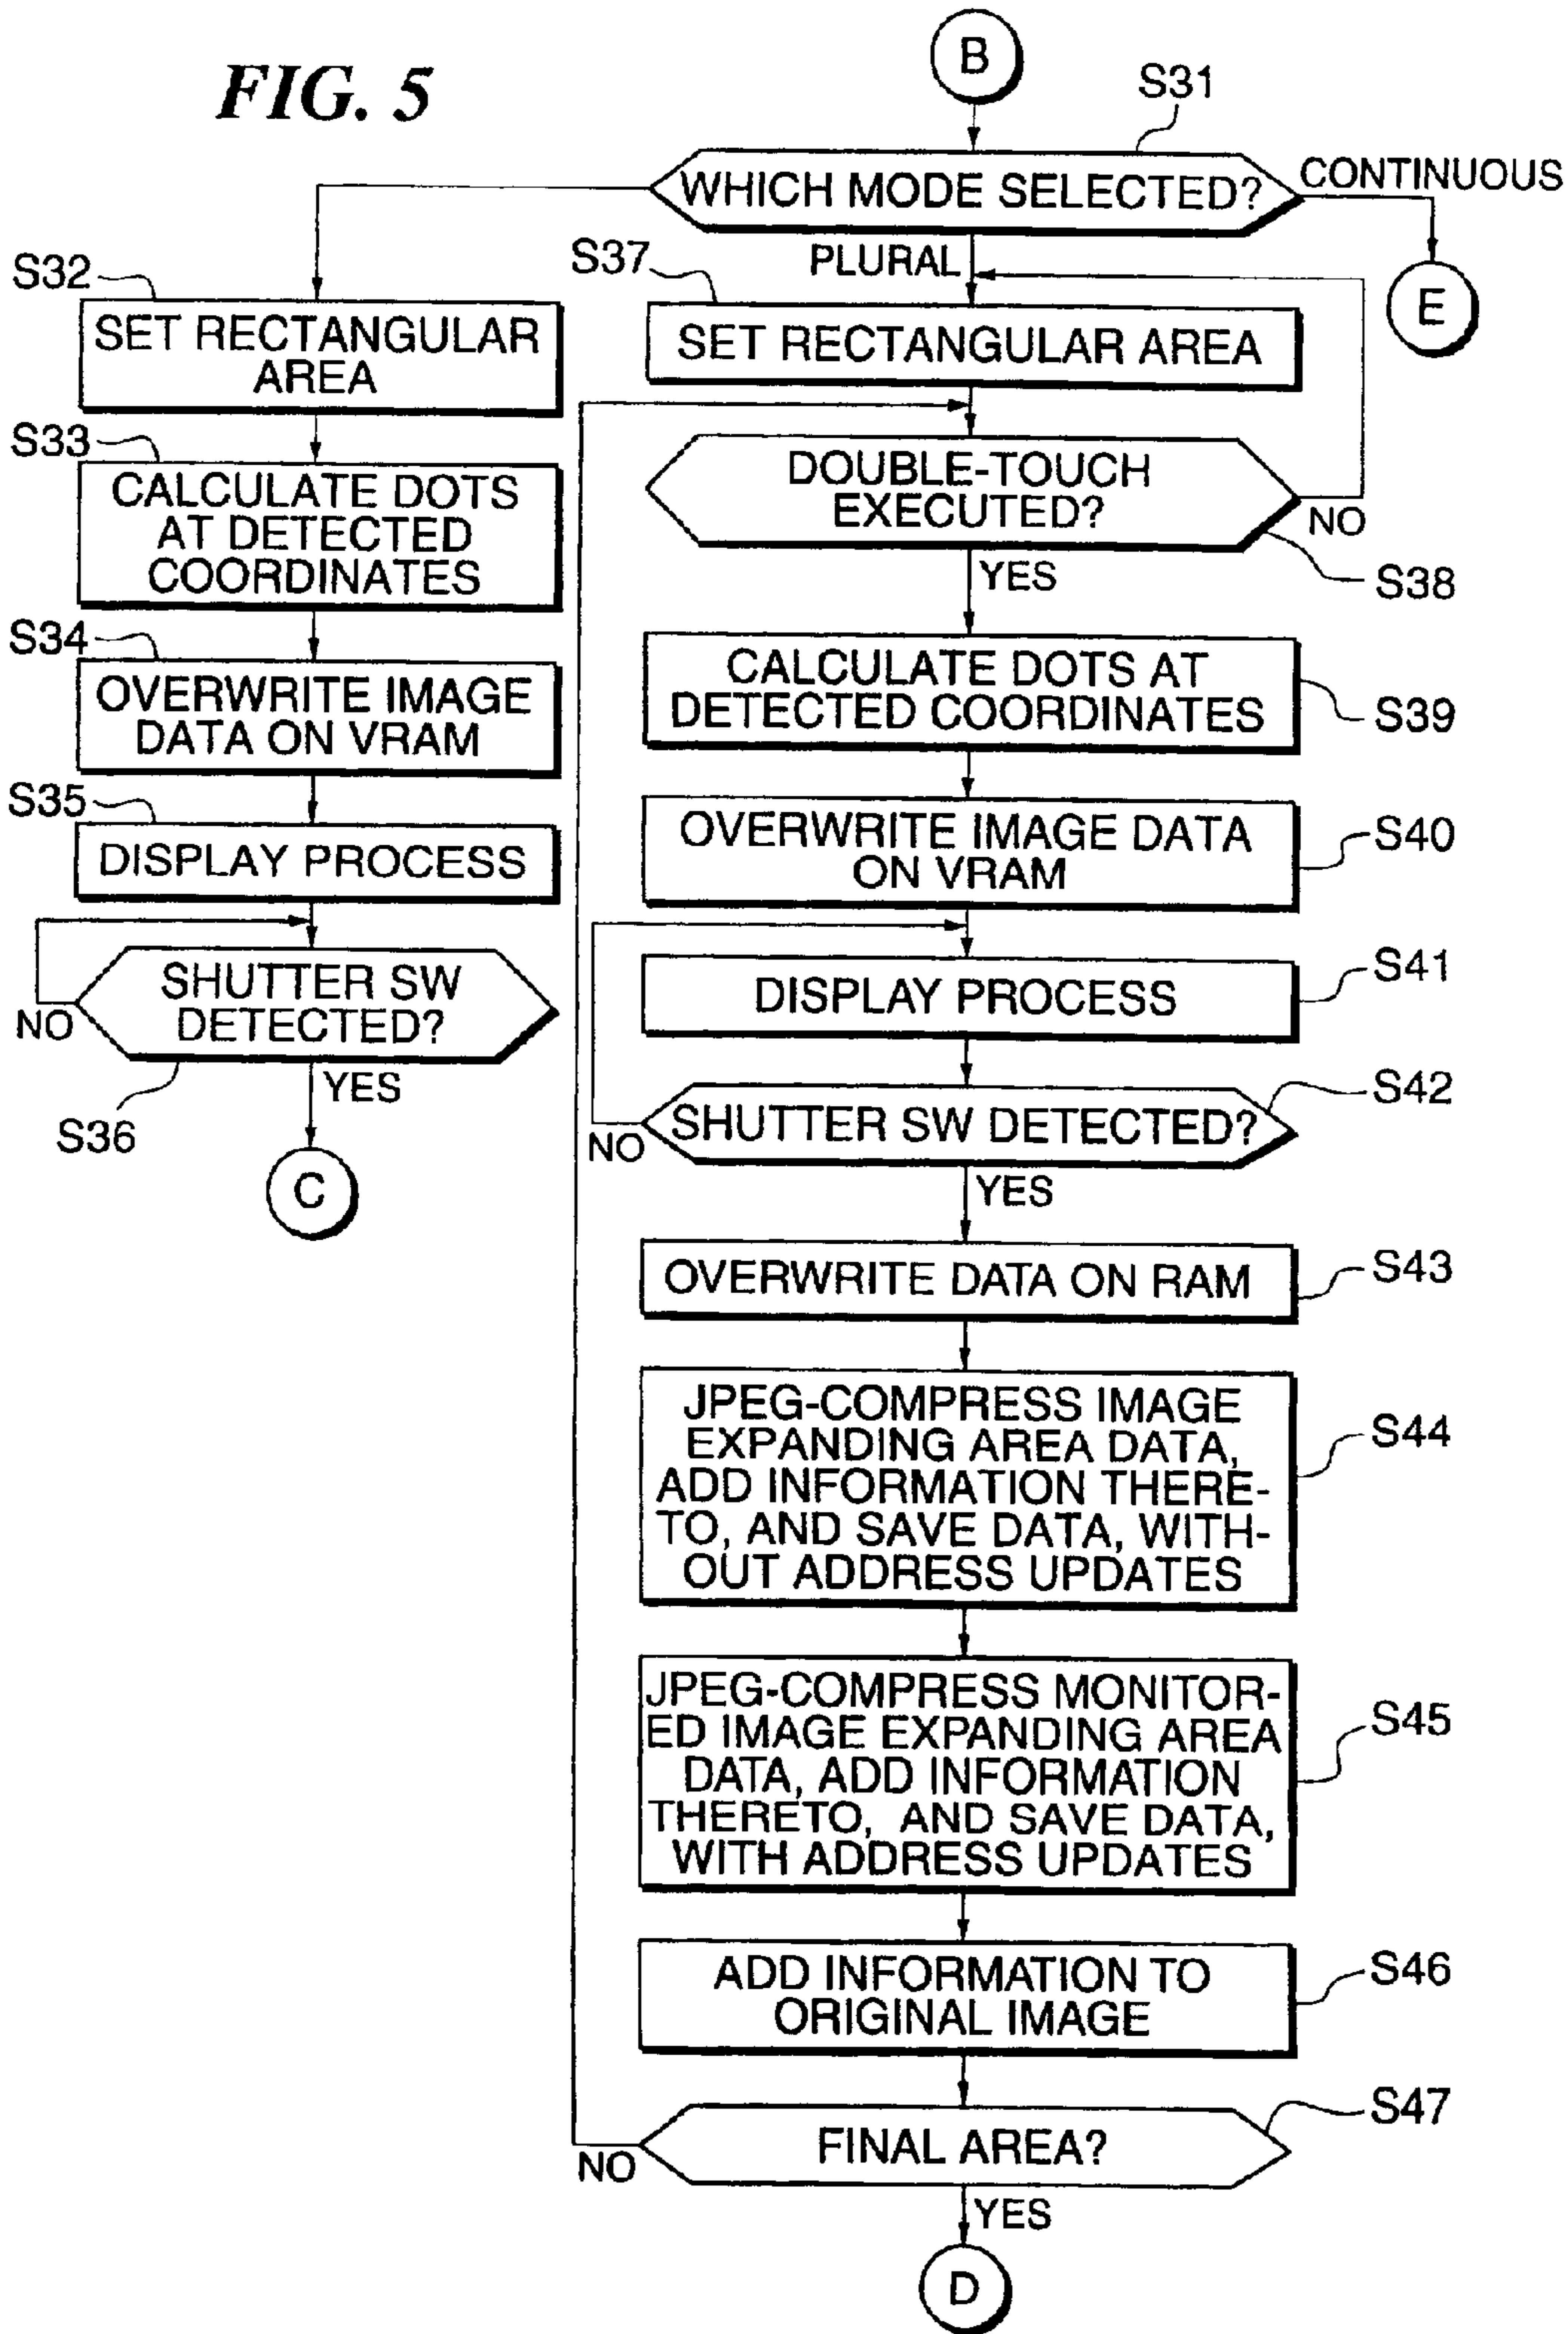 FIG. 5
B
S31
WHICH MODE SELECTED?
CONTINUOUS
E
S32
SET RECTANGULAR
AREA
S33
CALCULATE DOTS
AT DETECTED
COORDINATES
S34
OVERWRITE IMAGE
DATA ON VRAM
S35
DISPLAY PROCESS
SHUTTER SW
DETECTED?
NO
YES
S36
C
PLURAL
S37
SET RECTANGULAR AREA
DOUBLE-TOUCH
EXECUTED?
NO
S38
YES
CALCULATE DOTS AT
DETECTED COORDINATES
S39
OVERWRITE IMAGE DATA
ON VRAM
S40
DISPLAY PROCESS
S41
SHUTTER SW DETECTED?
S42
NO
YES
OVERWRITE DATA ON RAM
S43
JPEG-COMPRESS IMAGE
EXPANDING AREA DATA,
ADD INFORMATION THERE-
TO, AND SAVE DATA, WITH-
OUT ADDRESS UPDATES
S44
JPEG-COMPRESS MONITOR-
ED IMAGE EXPANDING AREA
DATA, ADD INFORMATION
THERETO, AND SAVE DATA,
WITH ADDRESS UPDATES
S45
ADD INFORMATION TO
ORIGINAL IMAGE
S46
FINAL AREA?
S47
NO
YES
D